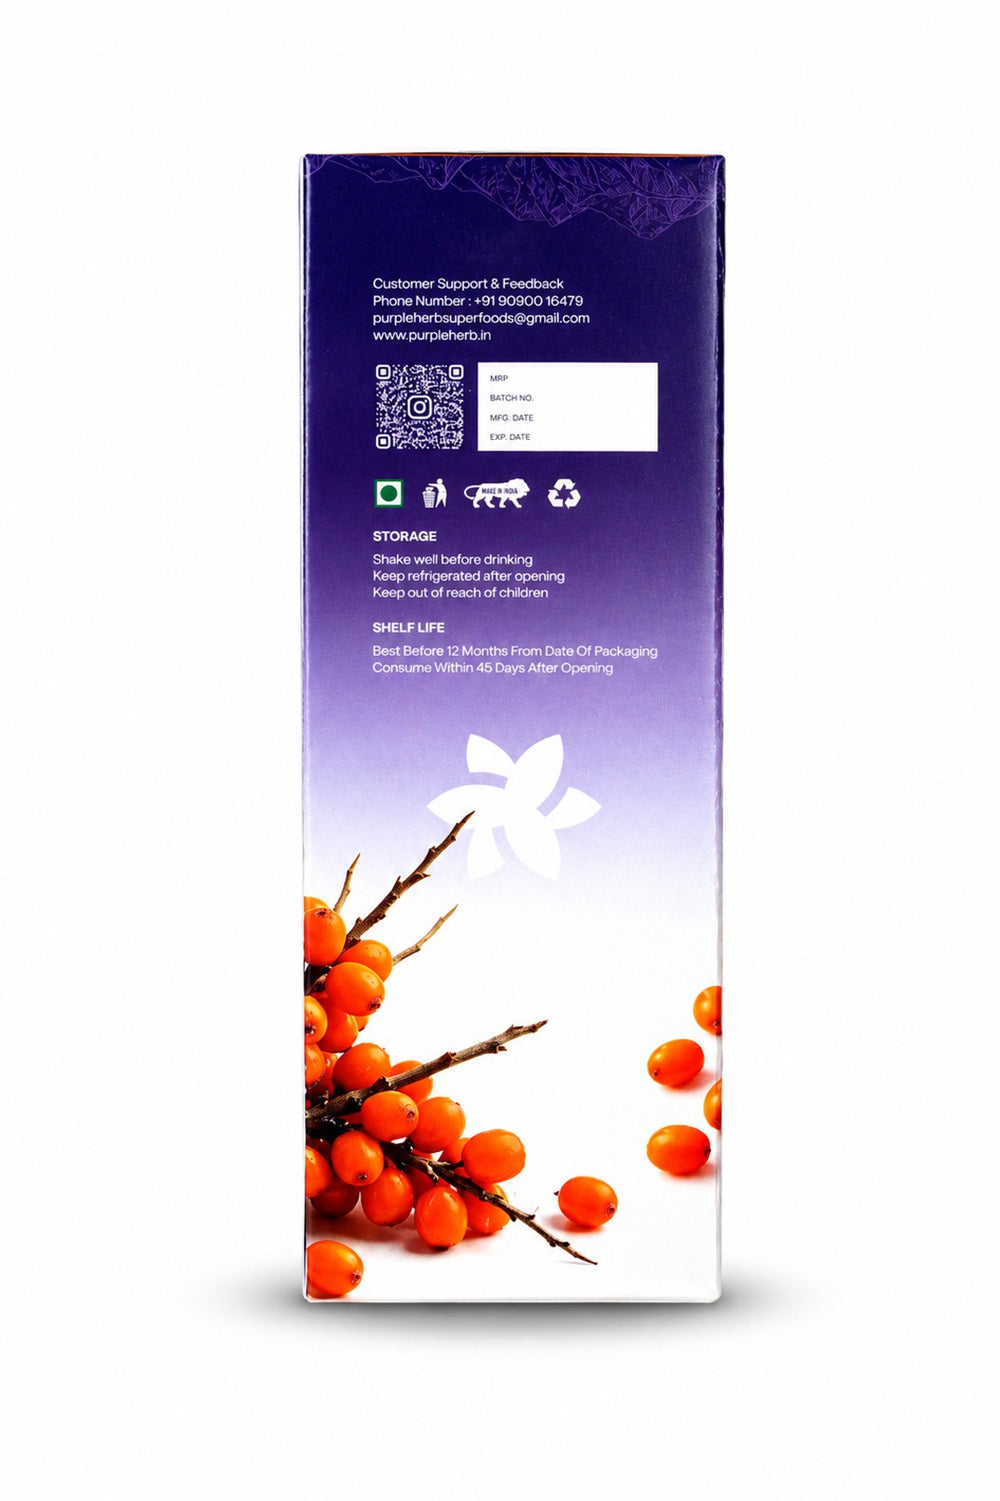 Customer Support & Feedback
Phone Number : +91 90900 16479
purpleherbsuperfoods@gmail.com
www.purpleherb.in
MRP
BATCH NO.
MFG. DATE
EXP. DATE
MAKE IN INDIA
STORAGE
Shake well before drinking
Keep refrigerated after opening
Keep out of reach of children
SHELF LIFE
Best Before 12 Months From Date Of Packaging
Consume Within 45 Days After Opening